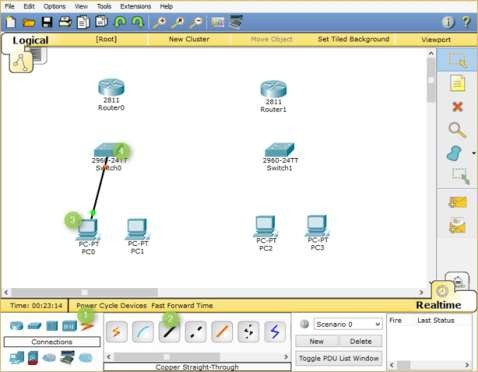 File Edit Options View Tools Extensions Help
Logical [Root] New Cluster Move Object Set Tiled Background Viewport
2811
Router0
2811
Router1
4
2960-24TT
Switch0
2960-24TT
Switch1
3
PC-PT
PC0
PC-PT
PC1
PC-PT
PC2
PC-PT
PC3
Time: 00:23:14 Power Cycle Devices Fast Forward Time Realtime
1
2
Scenario 0
Fire Last Status
Connections
New Delete
Toggle PDU List Window
Copper Straight-Through